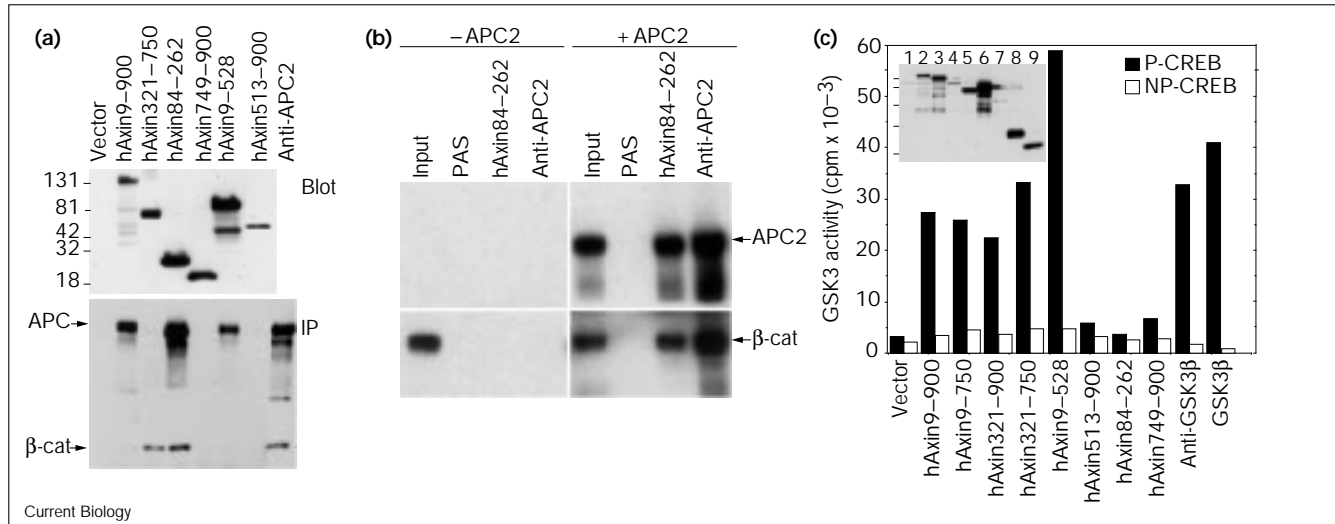 (a)
Vector
hAxin9–900
hAxin321–750
hAxin84–262
hAxin749–900
hAxin9–528
hAxin513–900
Anti-APC2
131
81
42
32
18
Blot
APC
IP
β-cat
Current Biology
(b)
– APC2
+ APC2
Input
PAS
hAxin84–262
Anti-APC2
Input
PAS
hAxin84–262
Anti-APC2
APC2
β-cat
(c)
GSK3 activity (cpm x 10–3)
60
50
40
30
20
10
0
1 2 3 4 5 6 7 8 9
P-CREB
NP-CREB
Vector
hAxin9–900
hAxin9–750
hAxin321–900
hAxin321–750
hAxin9–528
hAxin513–900
hAxin84–262
hAxin749–900
Anti-GSK3β
GSK3β